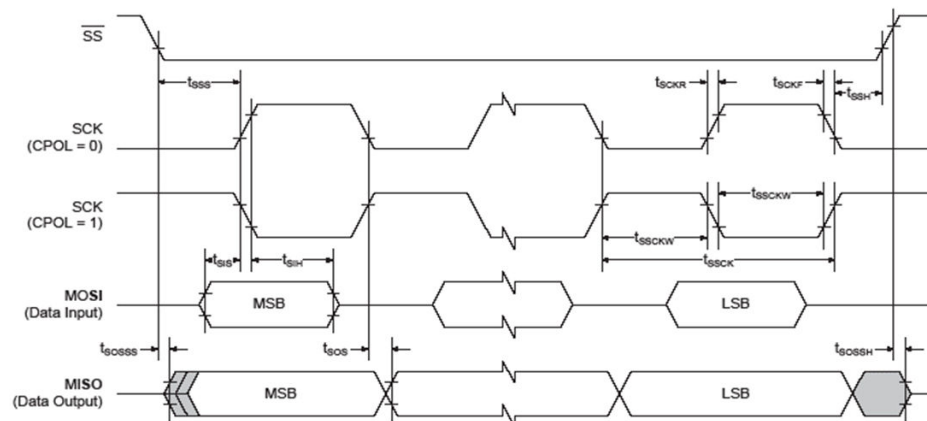 SS
tSSS
tSCKR
tSCKF
tSSH
SCK
(CPOL = 0)
SCK
(CPOL = 1)
tSSCKW
tSSCKW
tSIS
tSIH
tSSCK
MOSI
(Data Input)
MSB
LSB
tSOSSS
tSOS
tSOSSH
MISO
(Data Output)
MSB
LSB